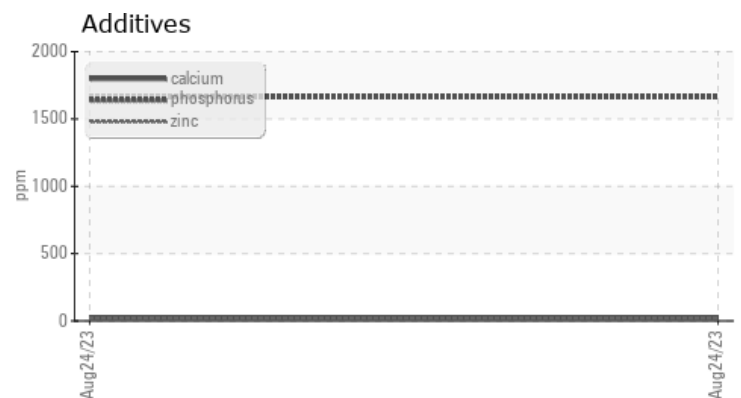 Additives
2000
calcium
phosphorus
zinc
1500
1000
ppm
500
0
Aug24/23
Aug24/23